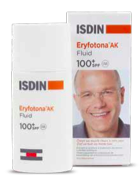 ISDIN
Eryfotona® AK
Fluid
100+ SPF
ISDIN
Eryfotona® AK
Fluid
100+ SPF